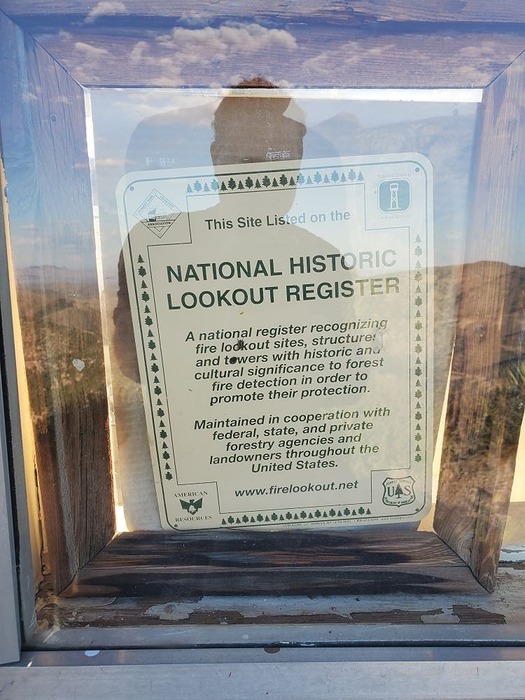 This Site Listed on the
NATIONAL HISTORIC
LOOKOUT REGISTER
A national register recognizing
fire lookout sites, structures
and towers with historic and
cultural significance to forest
fire detection in order to
promote their protection.
Maintained in cooperation with
federal, state, and private
forestry agencies and
landowners throughout the
United States.
www.firelookout.net
AMERICAN
RESOURCES
U S